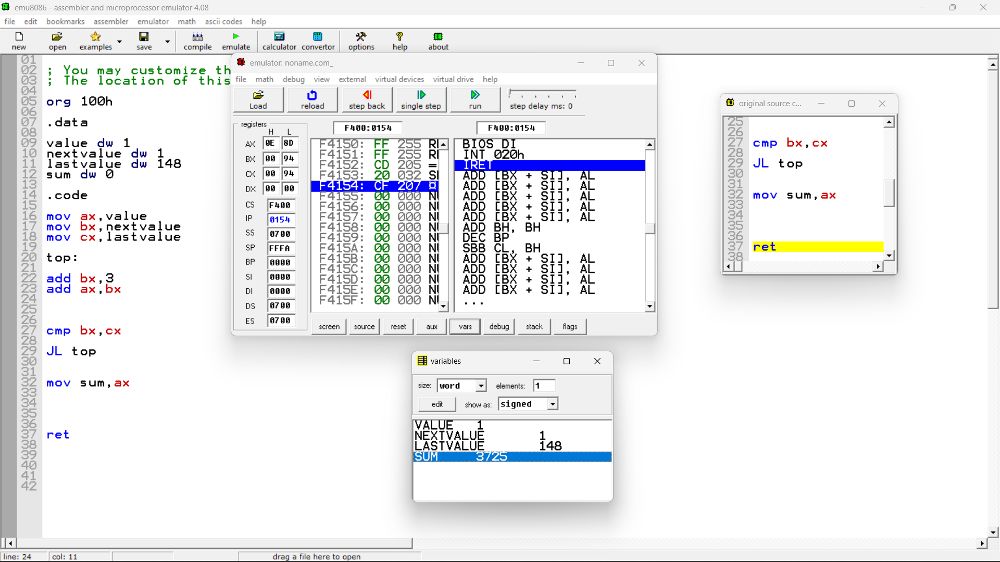 emu8086 - assembler and microprocessor emulator 4.08
file edit bookmarks assembler emulator math ascii codes help
new open examples save compile emulate calculator convertor options help about
01
02 ; You may customize th
03 ; The location of this
04
05 org 100h
06
07 .data
08
09 value dw 1
10 nextvalue dw 1
11 lastvalue dw 148
12 sum dw 0
13
14 .code
15
16 mov ax,value
17 mov bx,nextvalue
18 mov cx,lastvalue
19
20 top:
21
22 add bx,3
23 add ax,bx
24
25
26
27 cmp bx,cx
28
29 JL top
30
31
32 mov sum,ax
33
34
35
36
37 ret
38
39
40
41
42
line: 24 col: 11 drag a file here to open
emulator: noname.com_
file math debug view external virtual devices virtual drive help
Load reload step back single step run step delay ms: 0
registers F400:0154 F400:0154
H L
AX 0E 8D
BX 00 94
CX 00 94
DX 00 00
CS F400
IP 0154
SS 0700
SP FFFA
BP 0000
SI 0000
DI 0000
DS 0700
ES 0700
F4150: FF 255
F4151: FF 255
F4152: CD 205 =
F4153: 20 032
F4154: CF 207 ¤
F4155: 00 000
F4156: 00 000
F4157: 00 000
F4158: 00 000
F4159: 00 000
F415A: 00 000
F415B: 00 000
F415C: 00 000
F415D: 00 000
F415E: 00 000
F415F: 00 000
BIOS DI
INT 020h
IRET
ADD [BX + SI], AL
ADD [BX + SI], AL
ADD [BX + SI], AL
ADD [BX + SI], AL
ADD [BX + SI], AL
ADD BH, BH
DEC BP
SBB CL, BH
ADD [BX + SI], AL
ADD [BX + SI], AL
ADD [BX + SI], AL
ADD [BX + SI], AL
...
screen source reset aux vars debug stack flags
original source c...
25
26
27 cmp bx,cx
28
29 JL top
30
31
32 mov sum,ax
33
34
35
36
37 ret
38
variables
size: word elements: 1
edit show as: signed
VALUE 1
NEXTVALUE 1
LASTVALUE 148
SUM 3725